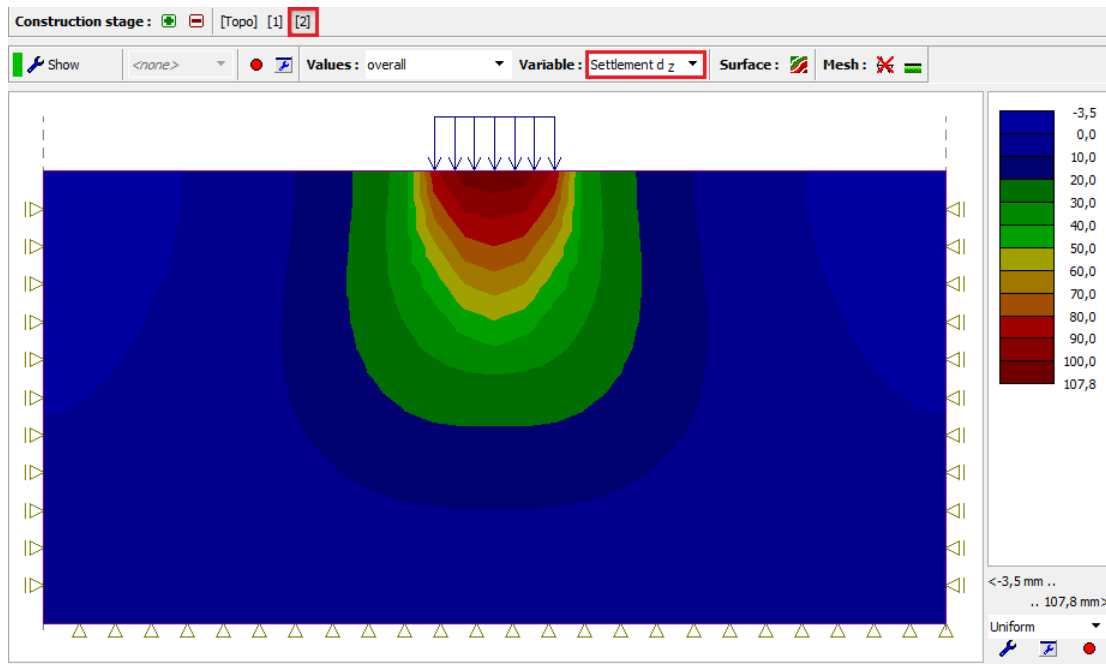 Construction stage : [Topo] [1] [2]
Show <none> Values : overall Variable : Settlement d z Surface : Mesh :
-3,5
0,0
10,0
20,0
30,0
40,0
50,0
60,0
70,0
80,0
90,0
100,0
107,8
<-3,5 mm ..
.. 107,8 mm>
Uniform